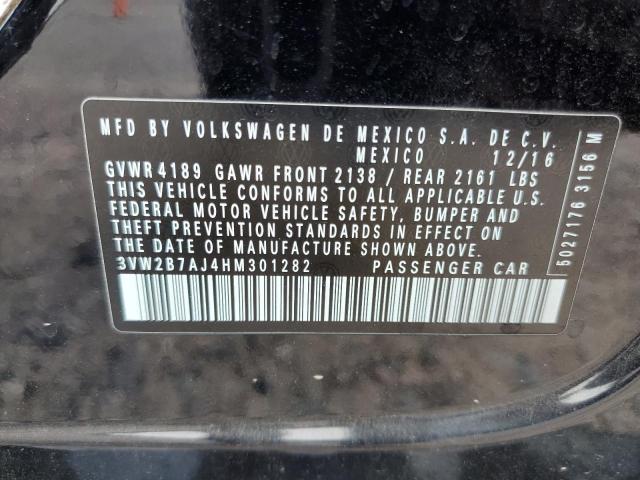 MFD BY VOLKSWAGEN DE MEXICO S.A. DE C.V.
MEXICO 12/16
GVWR 4189 GAWR FRONT 2138 / REAR 2161 LBS
THIS VEHICLE CONFORMS TO ALL APPLICABLE U.S.
FEDERAL MOTOR VEHICLE SAFETY, BUMPER AND
THEFT PREVENTION STANDARDS IN EFFECT ON
THE DATE OF MANUFACTURE SHOWN ABOVE.
3VW2B7AJ4HM301282 PASSENGER CAR
5027176 3156 M